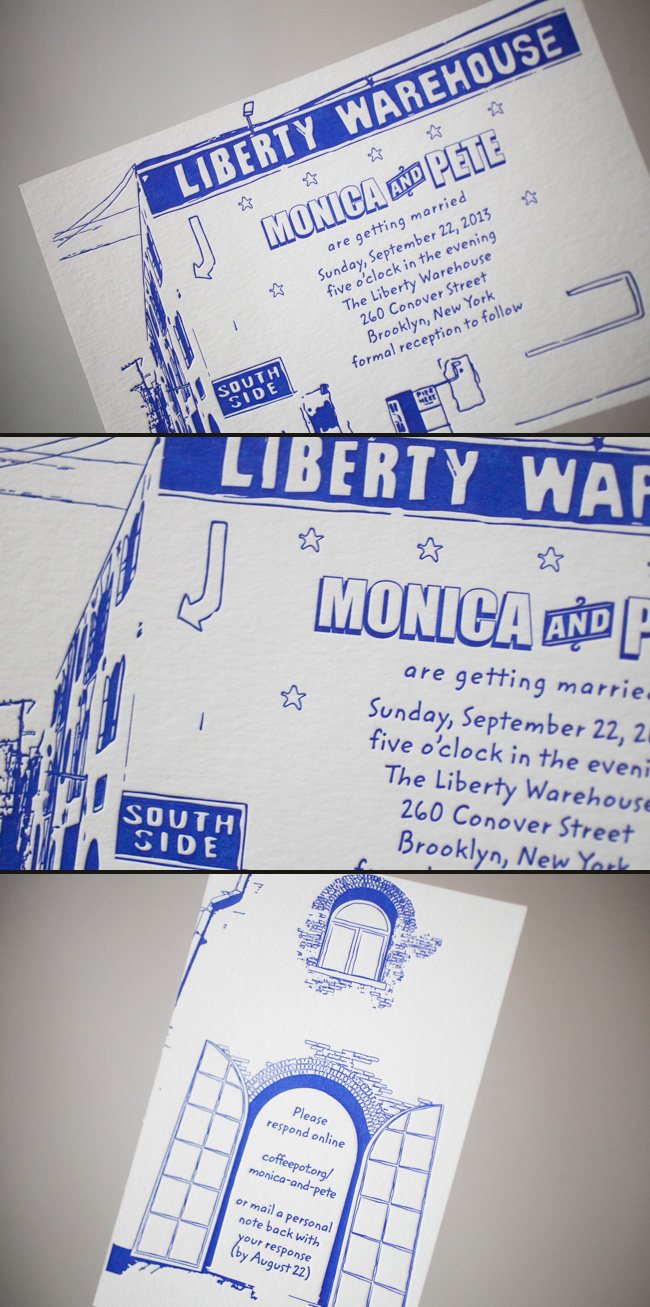 LIBERTY WAREHOUSE
MONICA AND PETE
are getting married
Sunday, September 22, 2013
five o'clock in the evening
The Liberty Warehouse
260 Conover Street
Brooklyn, New York
formal reception to follow
SOUTH
SIDE
LIBERTY WAR
MONICA AND P
are getting marrie
Sunday, September 22, 2
five o'clock in the eveni
The Liberty Warehouse
260 Conover Street
Brooklyn, New York
SOUTH
SIDE
Please
respond online
coffeepot.org/
monica-and-pete
or mail a personal
note back with
your response
(by August 22)